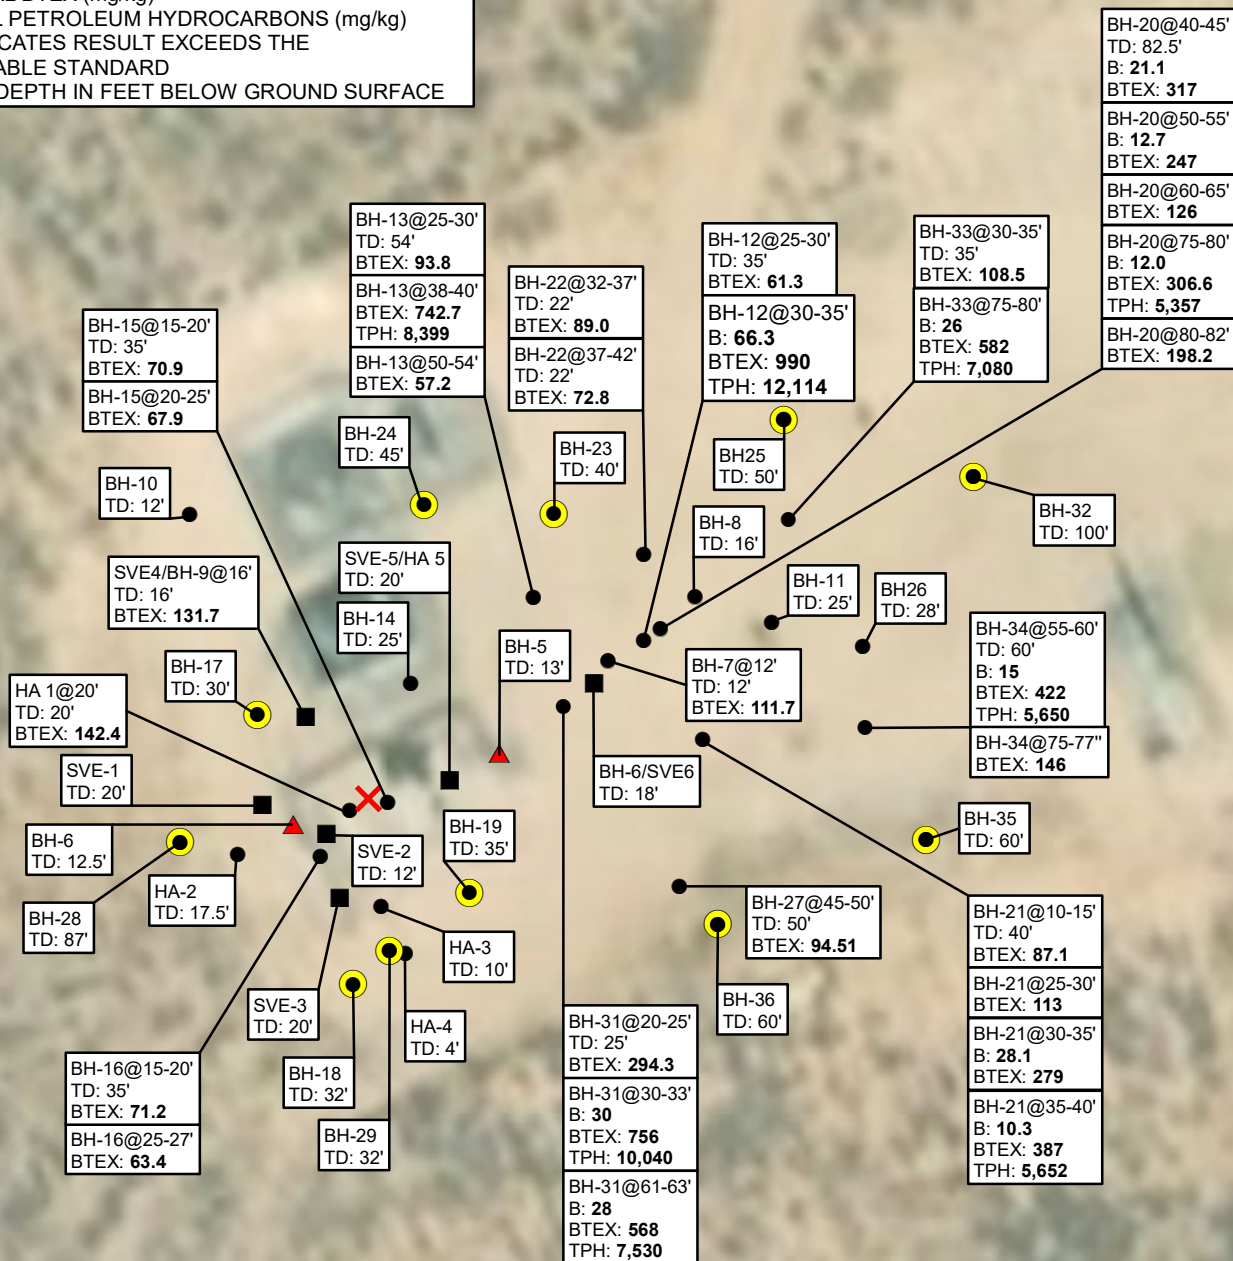 (mg/kg)
PETROLEUM HYDROCARBONS (mg/kg)
RESULT EXCEEDS THE
STANDARD
DEPTH IN FEET BELOW GROUND SURFACE
BH-20@40-45'
TD: 82.5'
B: 21.1
BTEX: 317
BH-20@50-55'
B: 12.7
BTEX: 247
BH-20@60-65'
BTEX: 126
BH-20@75-80'
B: 12.0
BTEX: 306.6
TPH: 5,357
BH-20@80-82'
BTEX: 198.2
BH-13@25-30'
TD: 54'
BTEX: 93.8
BH-13@38-40'
BTEX: 742.7
TPH: 8,399
BH-13@50-54'
BTEX: 57.2
BH-22@32-37'
TD: 22'
BTEX: 89.0
BH-22@37-42'
TD: 22'
BTEX: 72.8
BH-12@25-30'
TD: 35'
BTEX: 61.3
BH-12@30-35'
B: 66.3
BTEX: 990
TPH: 12,114
BH-33@30-35'
TD: 35'
BTEX: 108.5
BH-33@75-80'
B: 26
BTEX: 582
TPH: 7,080
BH-15@15-20'
TD: 35'
BTEX: 70.9
BH-15@20-25'
BTEX: 67.9
BH-24
TD: 45'
BH-23
TD: 40'
BH25
TD: 50'
BH-10
TD: 12'
BH-32
TD: 100'
BH-8
TD: 16'
SVE-5/HA 5
TD: 20'
SVE4/BH-9@16'
TD: 16'
BTEX: 131.7
BH-11
TD: 25'
BH26
TD: 28'
BH-14
TD: 25'
BH-5
TD: 13'
BH-34@55-60'
TD: 60'
B: 15
BTEX: 422
TPH: 5,650
BH-34@75-77"
BTEX: 146
BH-17
TD: 30'
BH-7@12'
TD: 12'
BTEX: 111.7
HA 1@20'
TD: 20'
BTEX: 142.4
SVE-1
TD: 20'
BH-6/SVE6
TD: 18'
BH-6
TD: 12.5'
SVE-2
TD: 12'
BH-19
TD: 35'
BH-35
TD: 60'
HA-2
TD: 17.5'
BH-28
TD: 87'
BH-27@45-50'
TD: 50'
BTEX: 94.51
BH-21@10-15'
TD: 40'
BTEX: 87.1
BH-21@25-30'
BTEX: 113
BH-21@30-35'
B: 28.1
BTEX: 279
BH-21@35-40'
B: 10.3
BTEX: 387
TPH: 5,652
HA-3
TD: 10'
SVE-3
TD: 20'
BH-36
TD: 60'
HA-4
TD: 4'
BH-31@20-25'
TD: 25'
BTEX: 294.3
BH-31@30-33'
B: 30
BTEX: 756
TPH: 10,040
BH-31@61-63'
B: 28
BTEX: 568
TPH: 7,530
BH-16@15-20'
TD: 35'
BTEX: 71.2
BH-16@25-27'
BTEX: 63.4
BH-18
TD: 32'
BH-29
TD: 32'